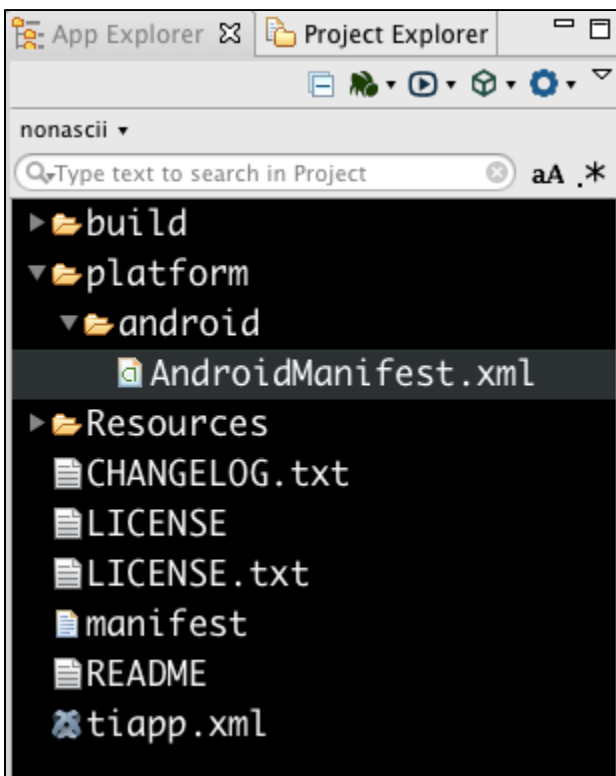 App Explorer Project Explorer
nonascii
Type text to search in Project aA .*
build
platform
android
AndroidManifest.xml
Resources
CHANGELOG.txt
LICENSE
LICENSE.txt
manifest
README
tiapp.xml